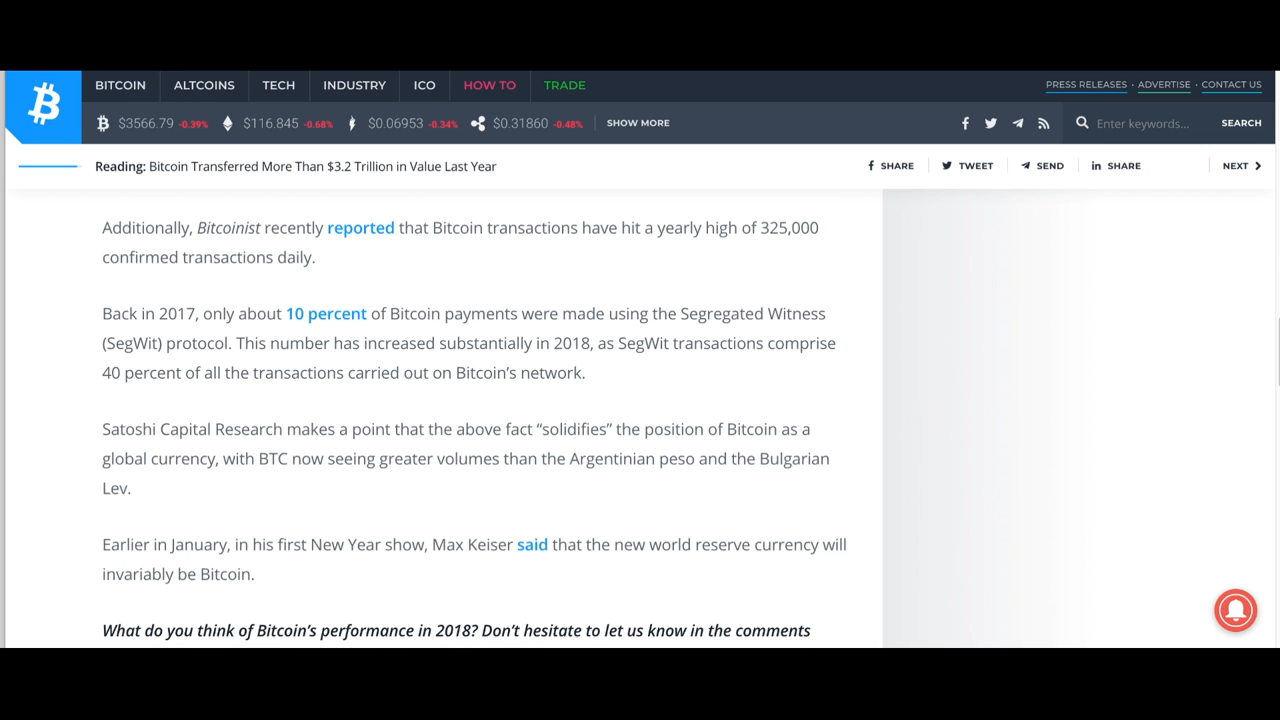 BITCOIN ALTCOINS TECH INDUSTRY ICO HOW TO TRADE PRESS RELEASES · ADVERTISE · CONTACT US
$3566.79 -0.39% $116.845 -0.68% $0.06953 -0.34% $0.31860 -0.48% SHOW MORE Enter keywords... SEARCH
Reading: Bitcoin Transferred More Than $3.2 Trillion in Value Last Year SHARE TWEET SEND SHARE NEXT
Additionally, Bitcoinist recently reported that Bitcoin transactions have hit a yearly high of 325,000
confirmed transactions daily.
Back in 2017, only about 10 percent of Bitcoin payments were made using the Segregated Witness
(SegWit) protocol. This number has increased substantially in 2018, as SegWit transactions comprise
40 percent of all the transactions carried out on Bitcoin’s network.
Satoshi Capital Research makes a point that the above fact “solidifies” the position of Bitcoin as a
global currency, with BTC now seeing greater volumes than the Argentinian peso and the Bulgarian
Lev.
Earlier in January, in his first New Year show, Max Keiser said that the new world reserve currency will
invariably be Bitcoin.
What do you think of Bitcoin’s performance in 2018? Don’t hesitate to let us know in the comments